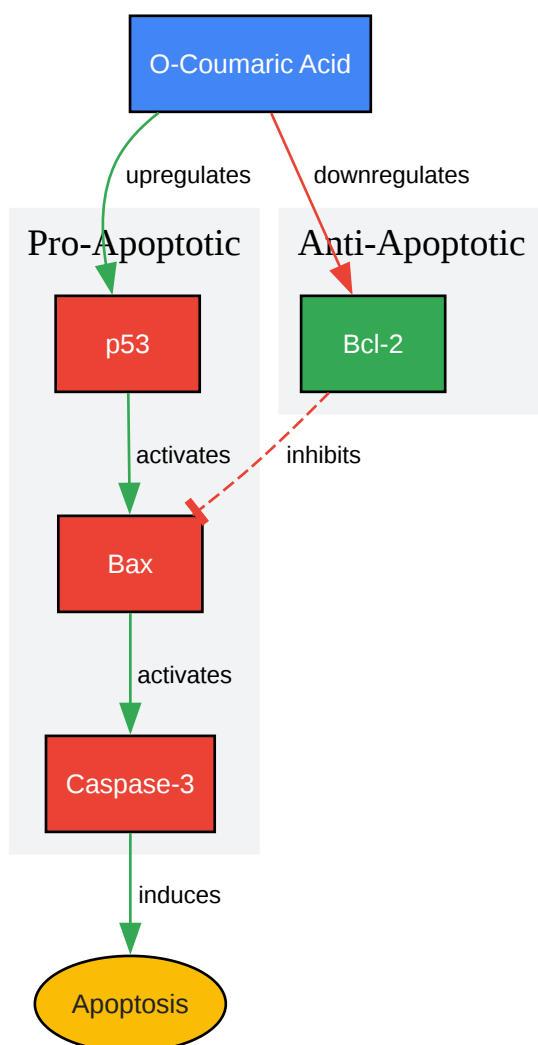 O-Coumaric Acid
upregulates
downregulates
Pro-Apoptotic
Anti-Apoptotic
p53
Bcl-2
activates
inhibits
Bax
activates
Caspase-3
induces
Apoptosis